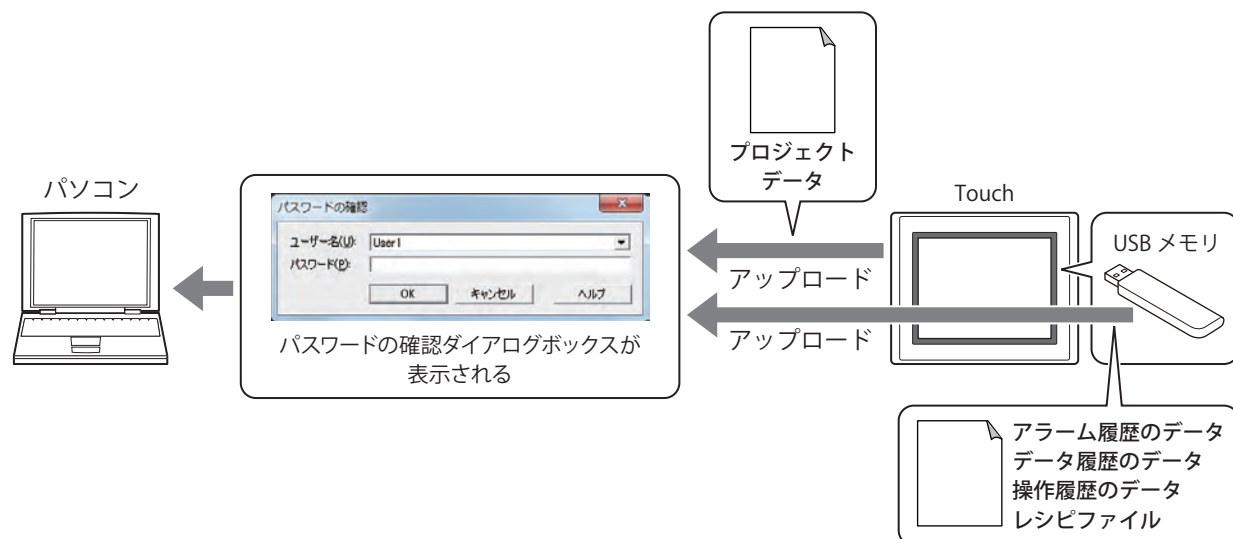 プロジェクト
データ
パソコン
パスワードの確認
ユーザー名(U):
User1
パスワード(P):
OK
キャンセル
ヘルプ
パスワードの確認ダイアログボックスが
表示される
アップロード
アップロード
Touch
USB メモリ
アラーム履歴のデータ
データ履歴のデータ
操作履歴のデータ
レシピファイル